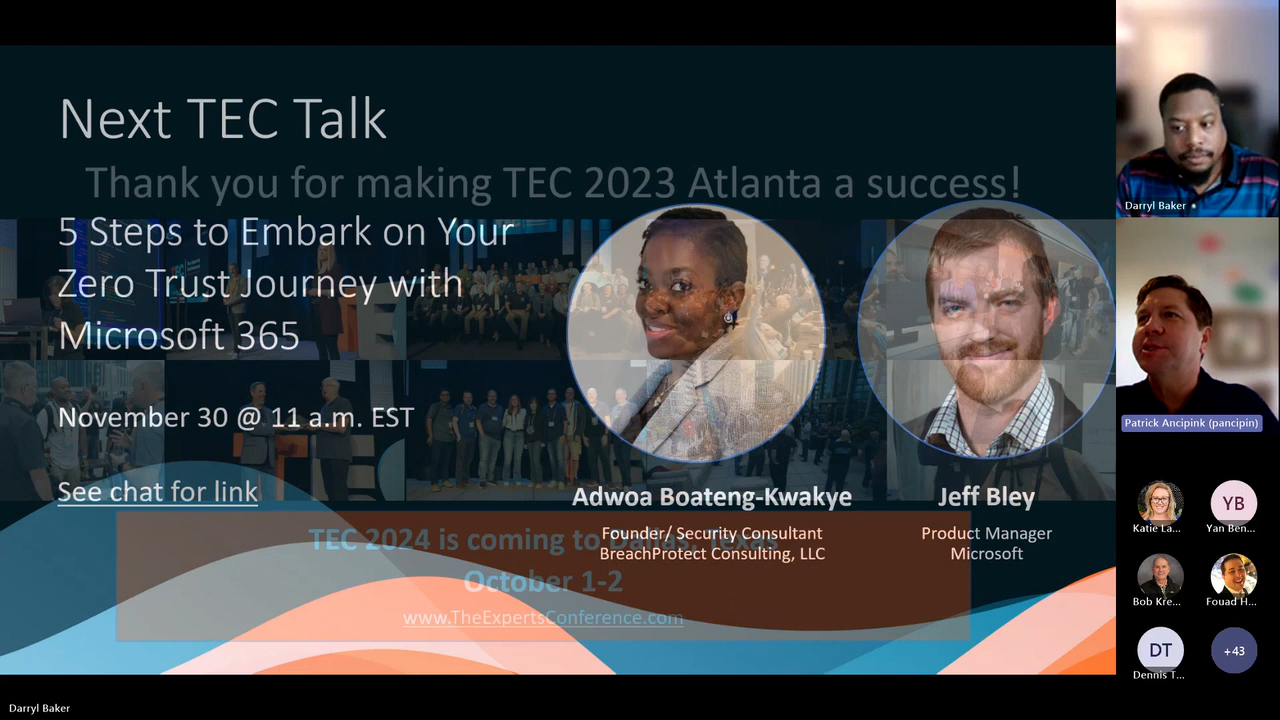 Next TEC Talk
Thank you for making TEC 2023 Atlanta a success!
5 Steps to Embark on Your
Zero Trust Journey with
Microsoft 365
November 30 @ 11 a.m. EST
See chat for link
Adwoa Boateng-Kwakye
Founder/ Security Consultant
BreachProtect Consulting, LLC
Jeff Bley
Product Manager
Microsoft
TEC 2024 is coming to Dallas, Texas
October 1-2
www.TheExpertsConference.com
Darryl Baker
Patrick Ancipink (pancipin)
Katie La...
YB
Yan Ben...
Bob Kre...
Fouad H...
DT
Dennis T...
+43
Darryl Baker